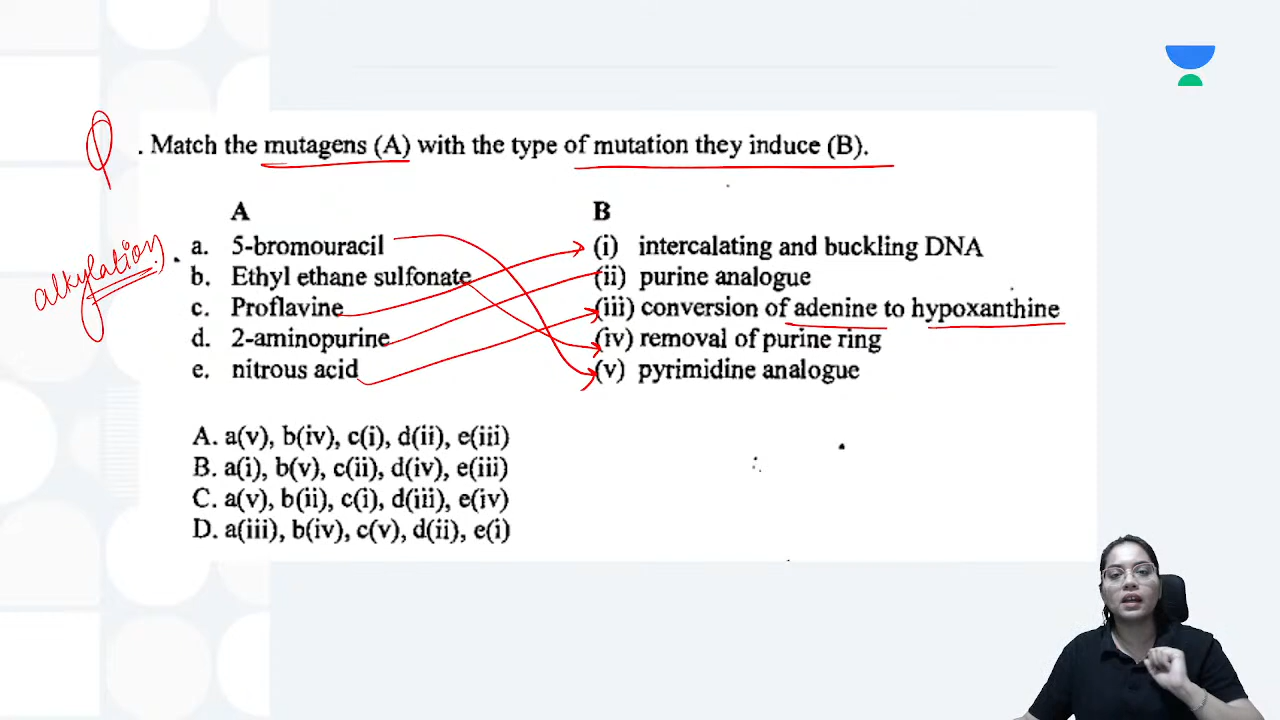 Q . Match the mutagens (A) with the type of mutation they induce (B).
A B
alkylation
a. 5-bromouracil (i) intercalating and buckling DNA
b. Ethyl ethane sulfonate (ii) purine analogue
c. Proflavine (iii) conversion of adenine to hypoxanthine
d. 2-aminopurine (iv) removal of purine ring
e. nitrous acid (v) pyrimidine analogue
A. a(v), b(iv), c(i), d(ii), e(iii)
B. a(i), b(v), c(ii), d(iv), e(iii)
C. a(v), b(ii), c(i), d(iii), e(iv)
D. a(iii), b(iv), c(v), d(ii), e(i)